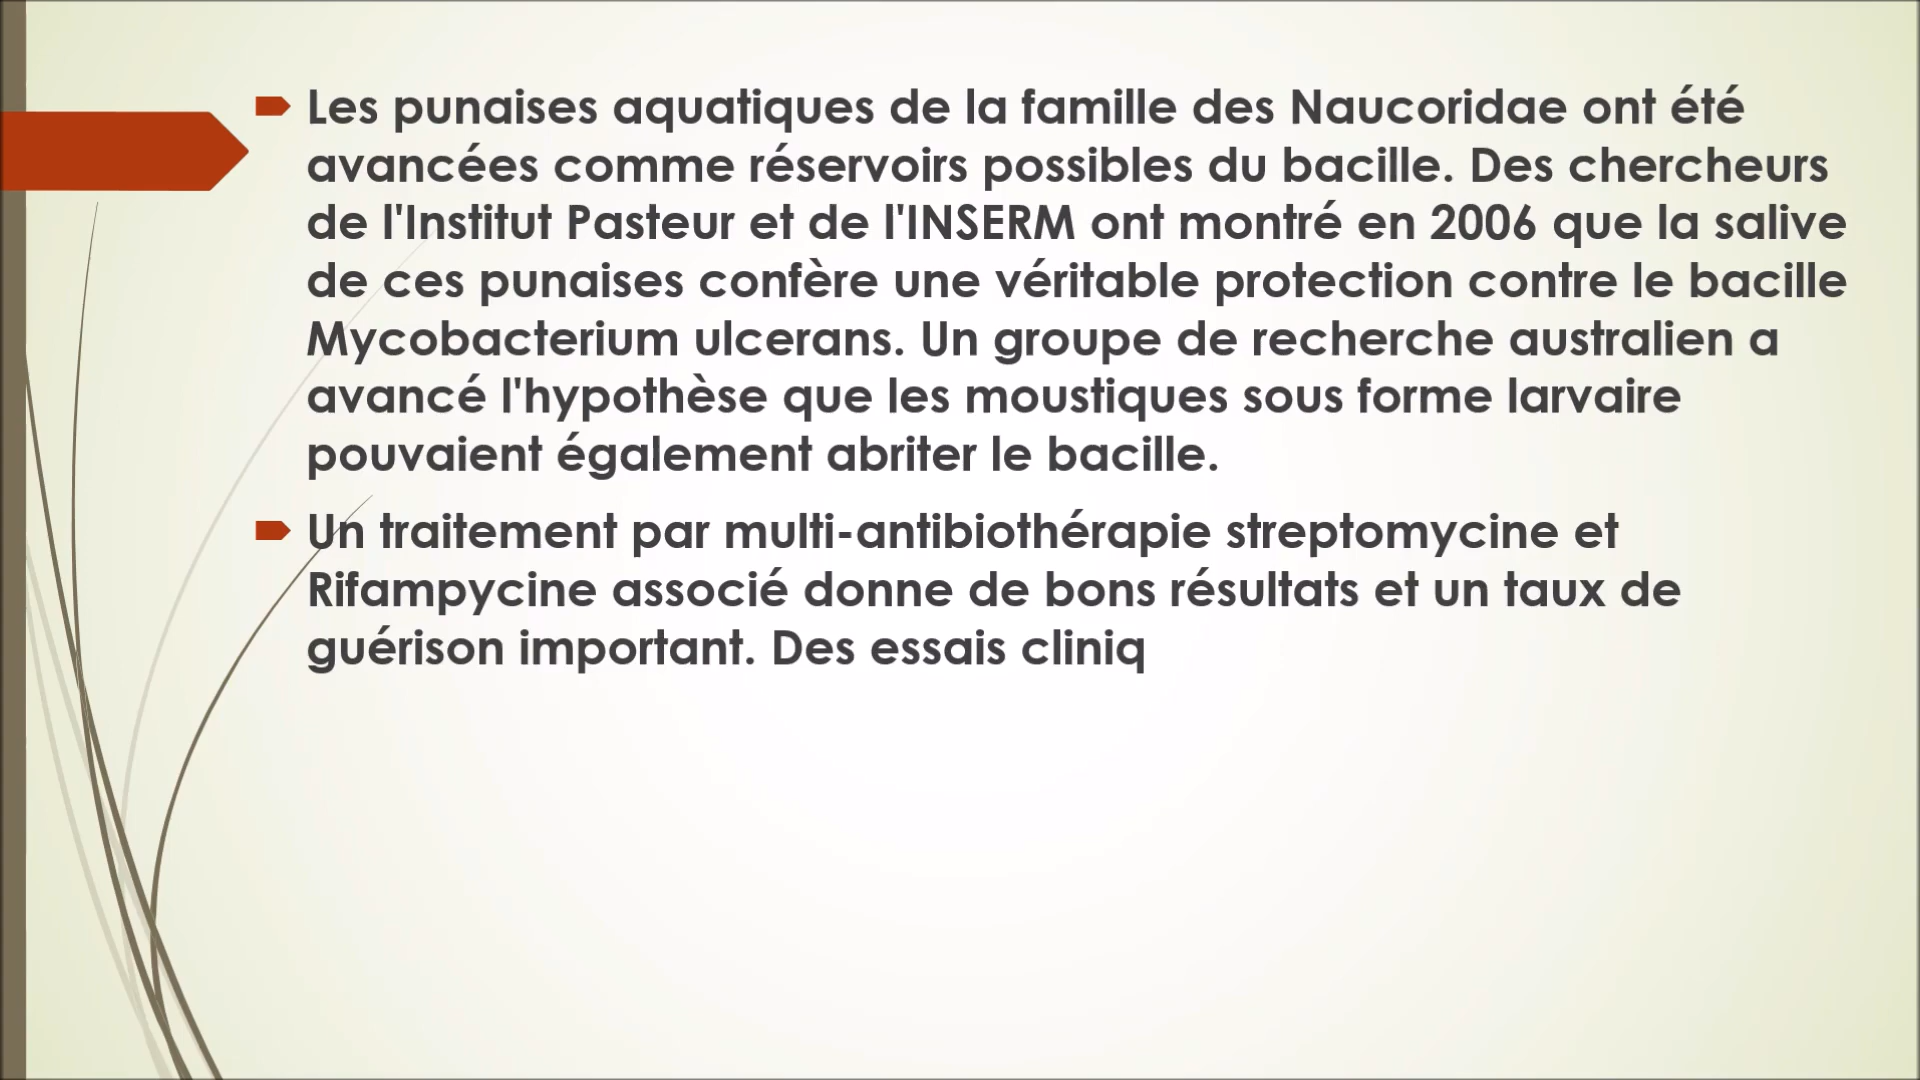 Les punaises aquatiques de la famille des Naucoridae ont été
avancées comme réservoirs possibles du bacille. Des chercheurs
de l'Institut Pasteur et de l'INSERM ont montré en 2006 que la salive
de ces punaises confère une véritable protection contre le bacille
Mycobacterium ulcerans. Un groupe de recherche australien a
avancé l'hypothèse que les moustiques sous forme larvaire
pouvaient également abriter le bacille.
Un traitement par multi-antibiothérapie streptomycine et
Rifampycine associé donne de bons résultats et un taux de
guérison important. Des essais cliniq